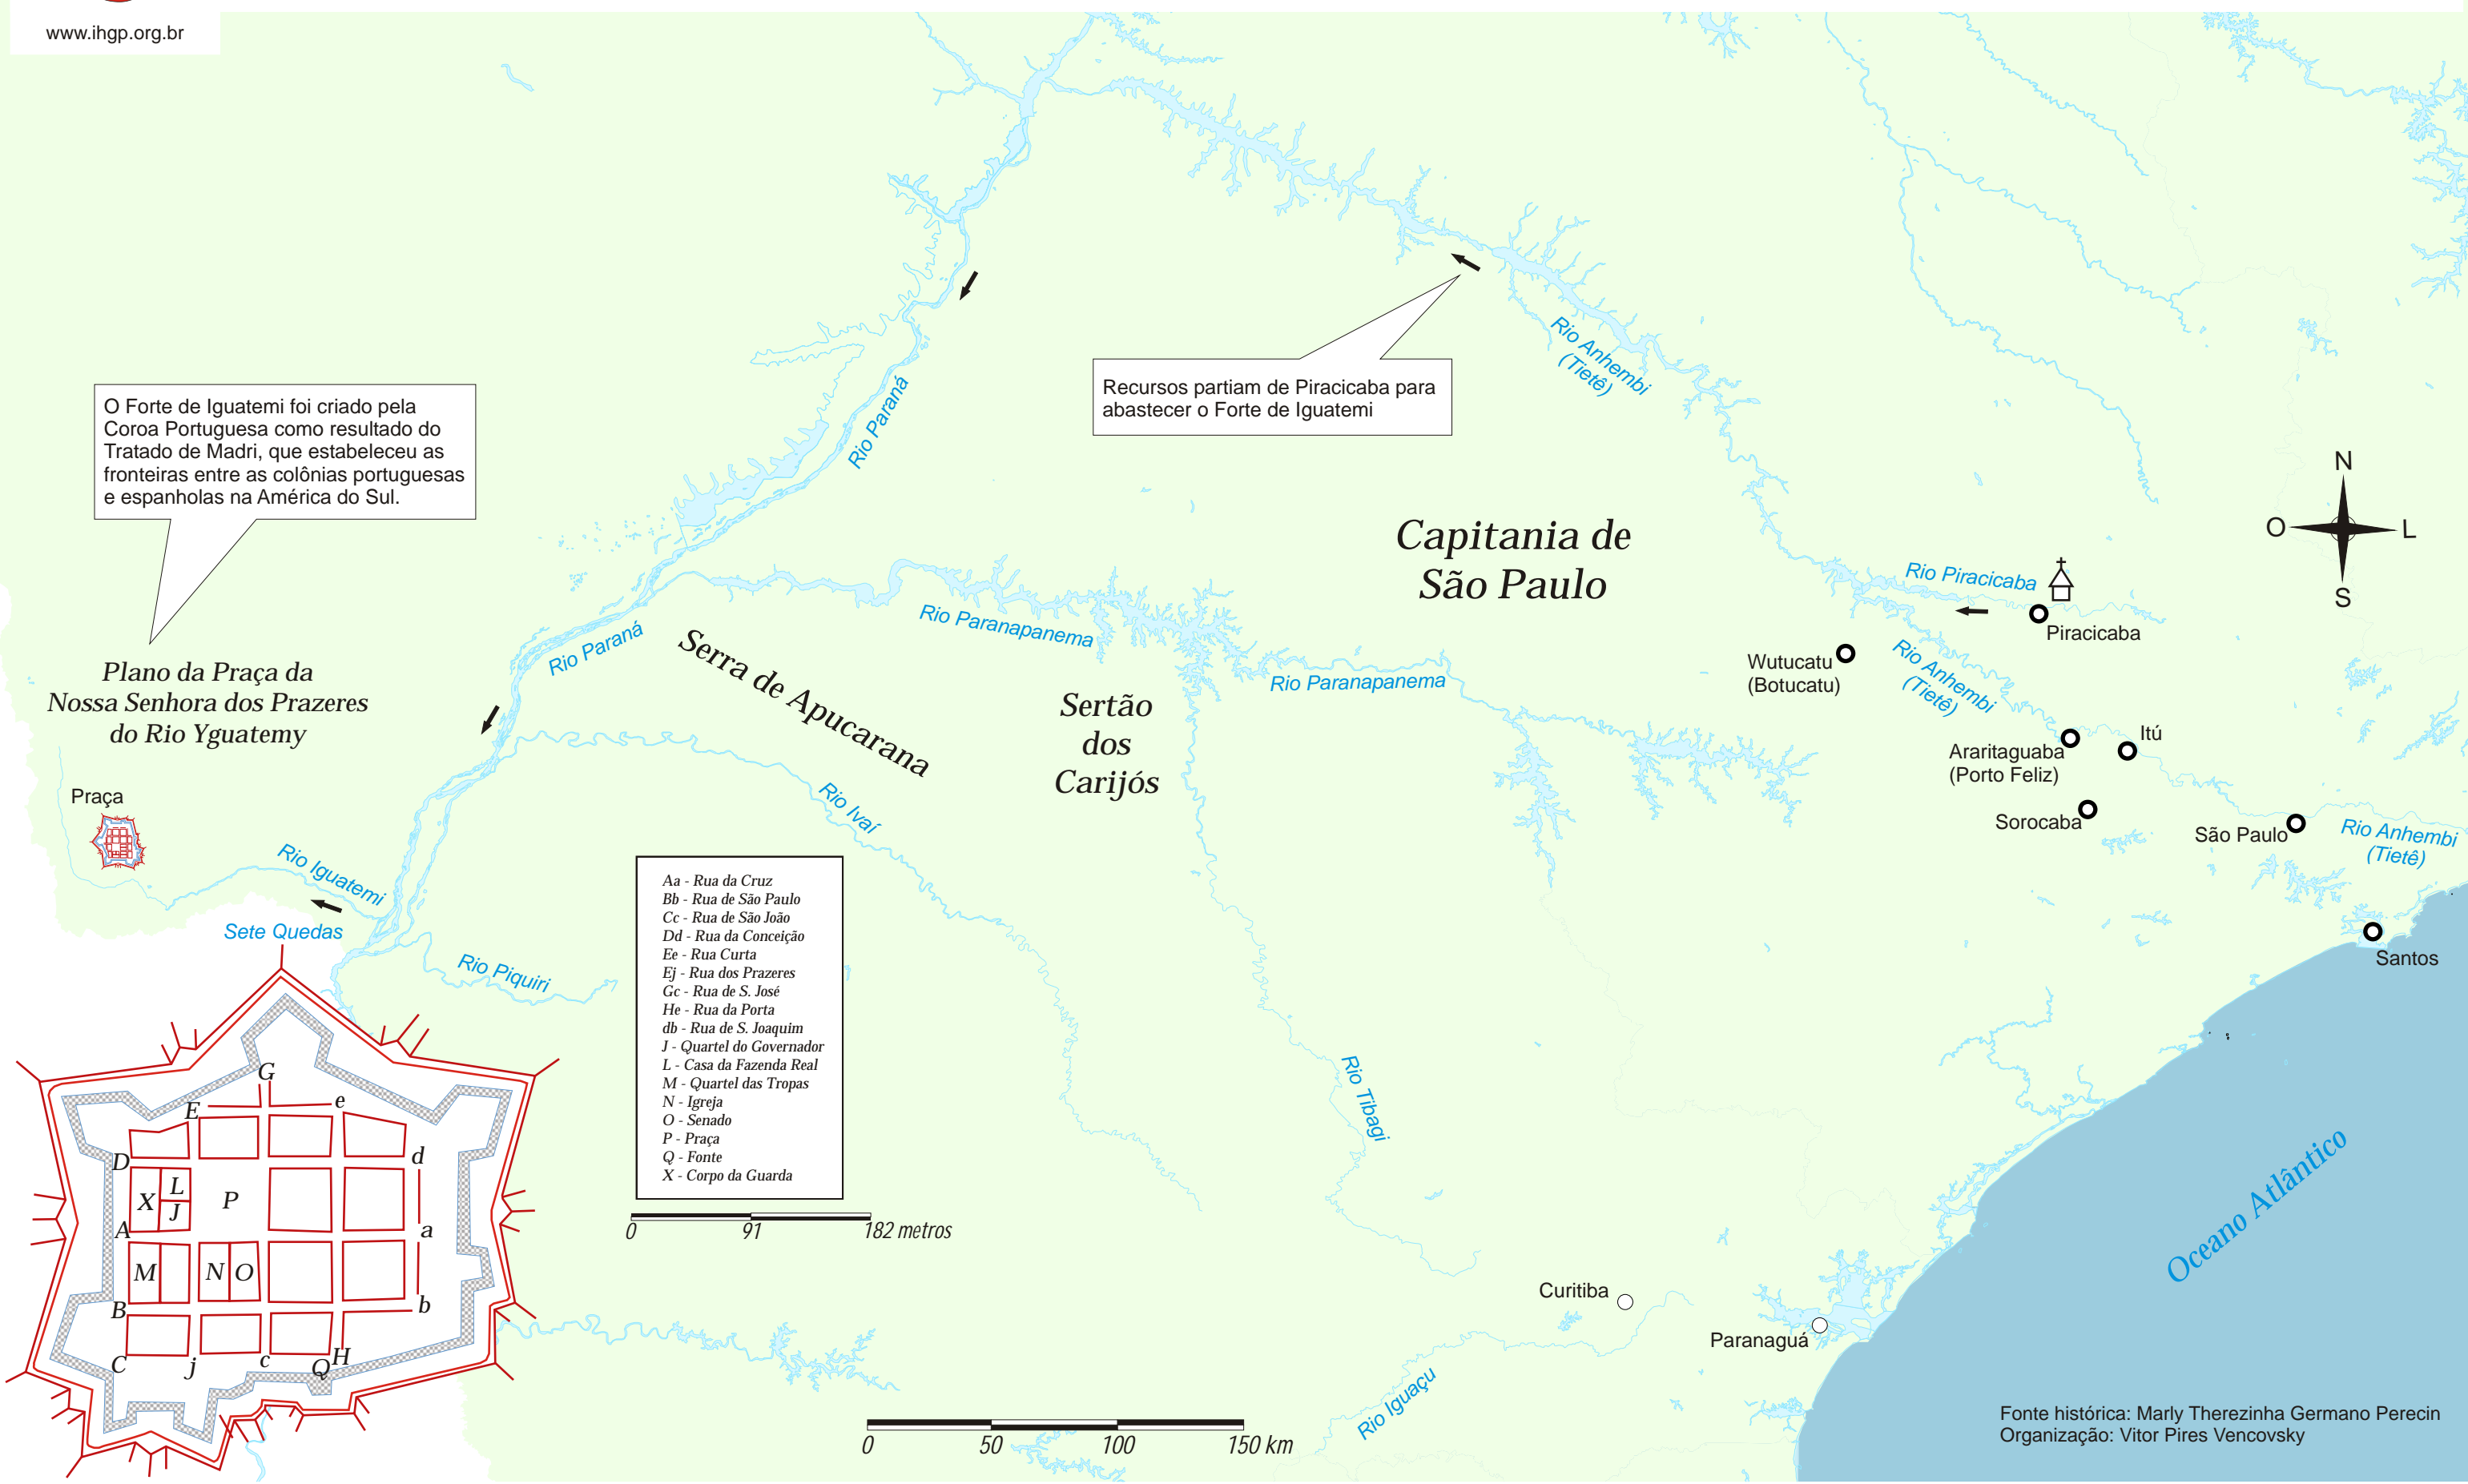 www.ihgp.org.br
O Forte de Iguatemi foi criado pela
Coroa Portuguesa como resultado do
Tratado de Madri, que estabeleceu as
fronteiras entre as colônias portuguesas
e espanholas na América do Sul.
Recursos partiam de Piracicaba para
abastecer o Forte de Iguatemi
Rio Anhembi
(Tietê)
Rio Paraná
Capitania de
São Paulo
N
O
L
S
Rio Piracicaba
Piracicaba
Rio Paranapanema
Rio Paraná
Serra de Apucarana
Plano da Praça da
Nossa Senhora dos Prazeres
do Rio Yguatemy
Sertão
dos
Carijós
Rio Paranapanema
Wutucatu
(Botucatu)
Rio Anhembi
(Tietê)
Araritaguaba
(Porto Feliz)
Itú
Sorocaba
São Paulo
Rio Anhembi
(Tietê)
Santos
Praça
Rio Iguatemi
Sete Quedas
Rio Ivaí
Rio Piquiri
Aa - Rua da Cruz
Bb - Rua de São Paulo
Cc - Rua de São João
Dd - Rua da Conceição
Ee - Rua Curta
Ej - Rua dos Prazeres
Gc - Rua de S. José
He - Rua da Porta
db - Rua de S. Joaquim
J - Quartel do Governador
L - Casa da Fazenda Real
M - Quartel das Tropas
N - Igreja
O - Senado
P - Praça
Q - Fonte
X - Corpo da Guarda
0 91 182 metros
G
E e
D d
X L J P
A a
M N O
B b
C j c Q H
Rio Tibagi
Oceano Atlântico
Curitiba
Paranaguá
Rio Iguaçu
0 50 100 150 km
Fonte histórica: Marly Therezinha Germano Perecin
Organização: Vitor Pires Vencovsky